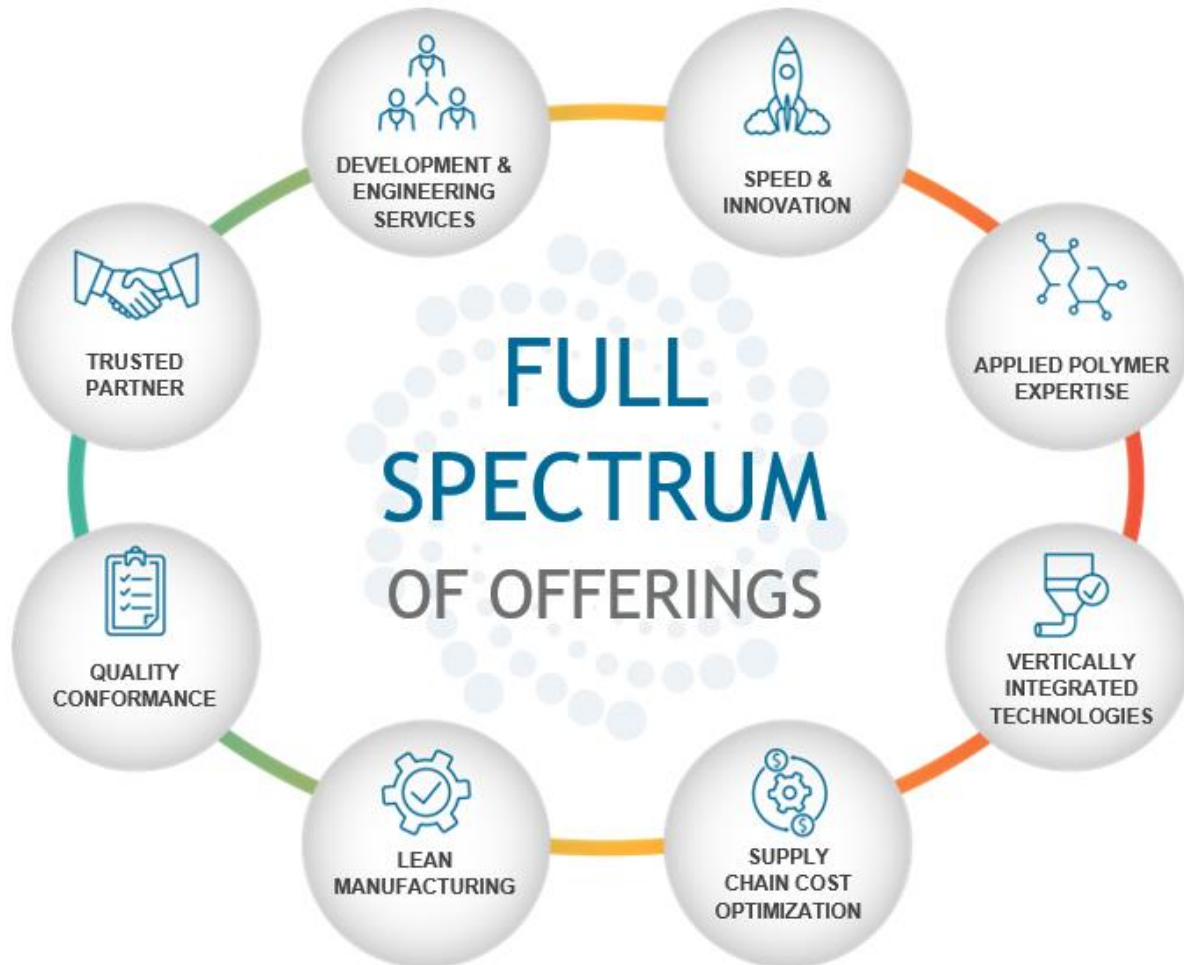 DEVELOPMENT &
ENGINEERING
SERVICES
SPEED &
INNOVATION
TRUSTED
PARTNER
APPLIED POLYMER
EXPERTISE
FULL
SPECTRUM
OF OFFERINGS
QUALITY
CONFORMANCE
VERTICALLY
INTEGRATED
TECHNOLOGIES
LEAN
MANUFACTURING
SUPPLY
CHAIN COST
OPTIMIZATION
$
$